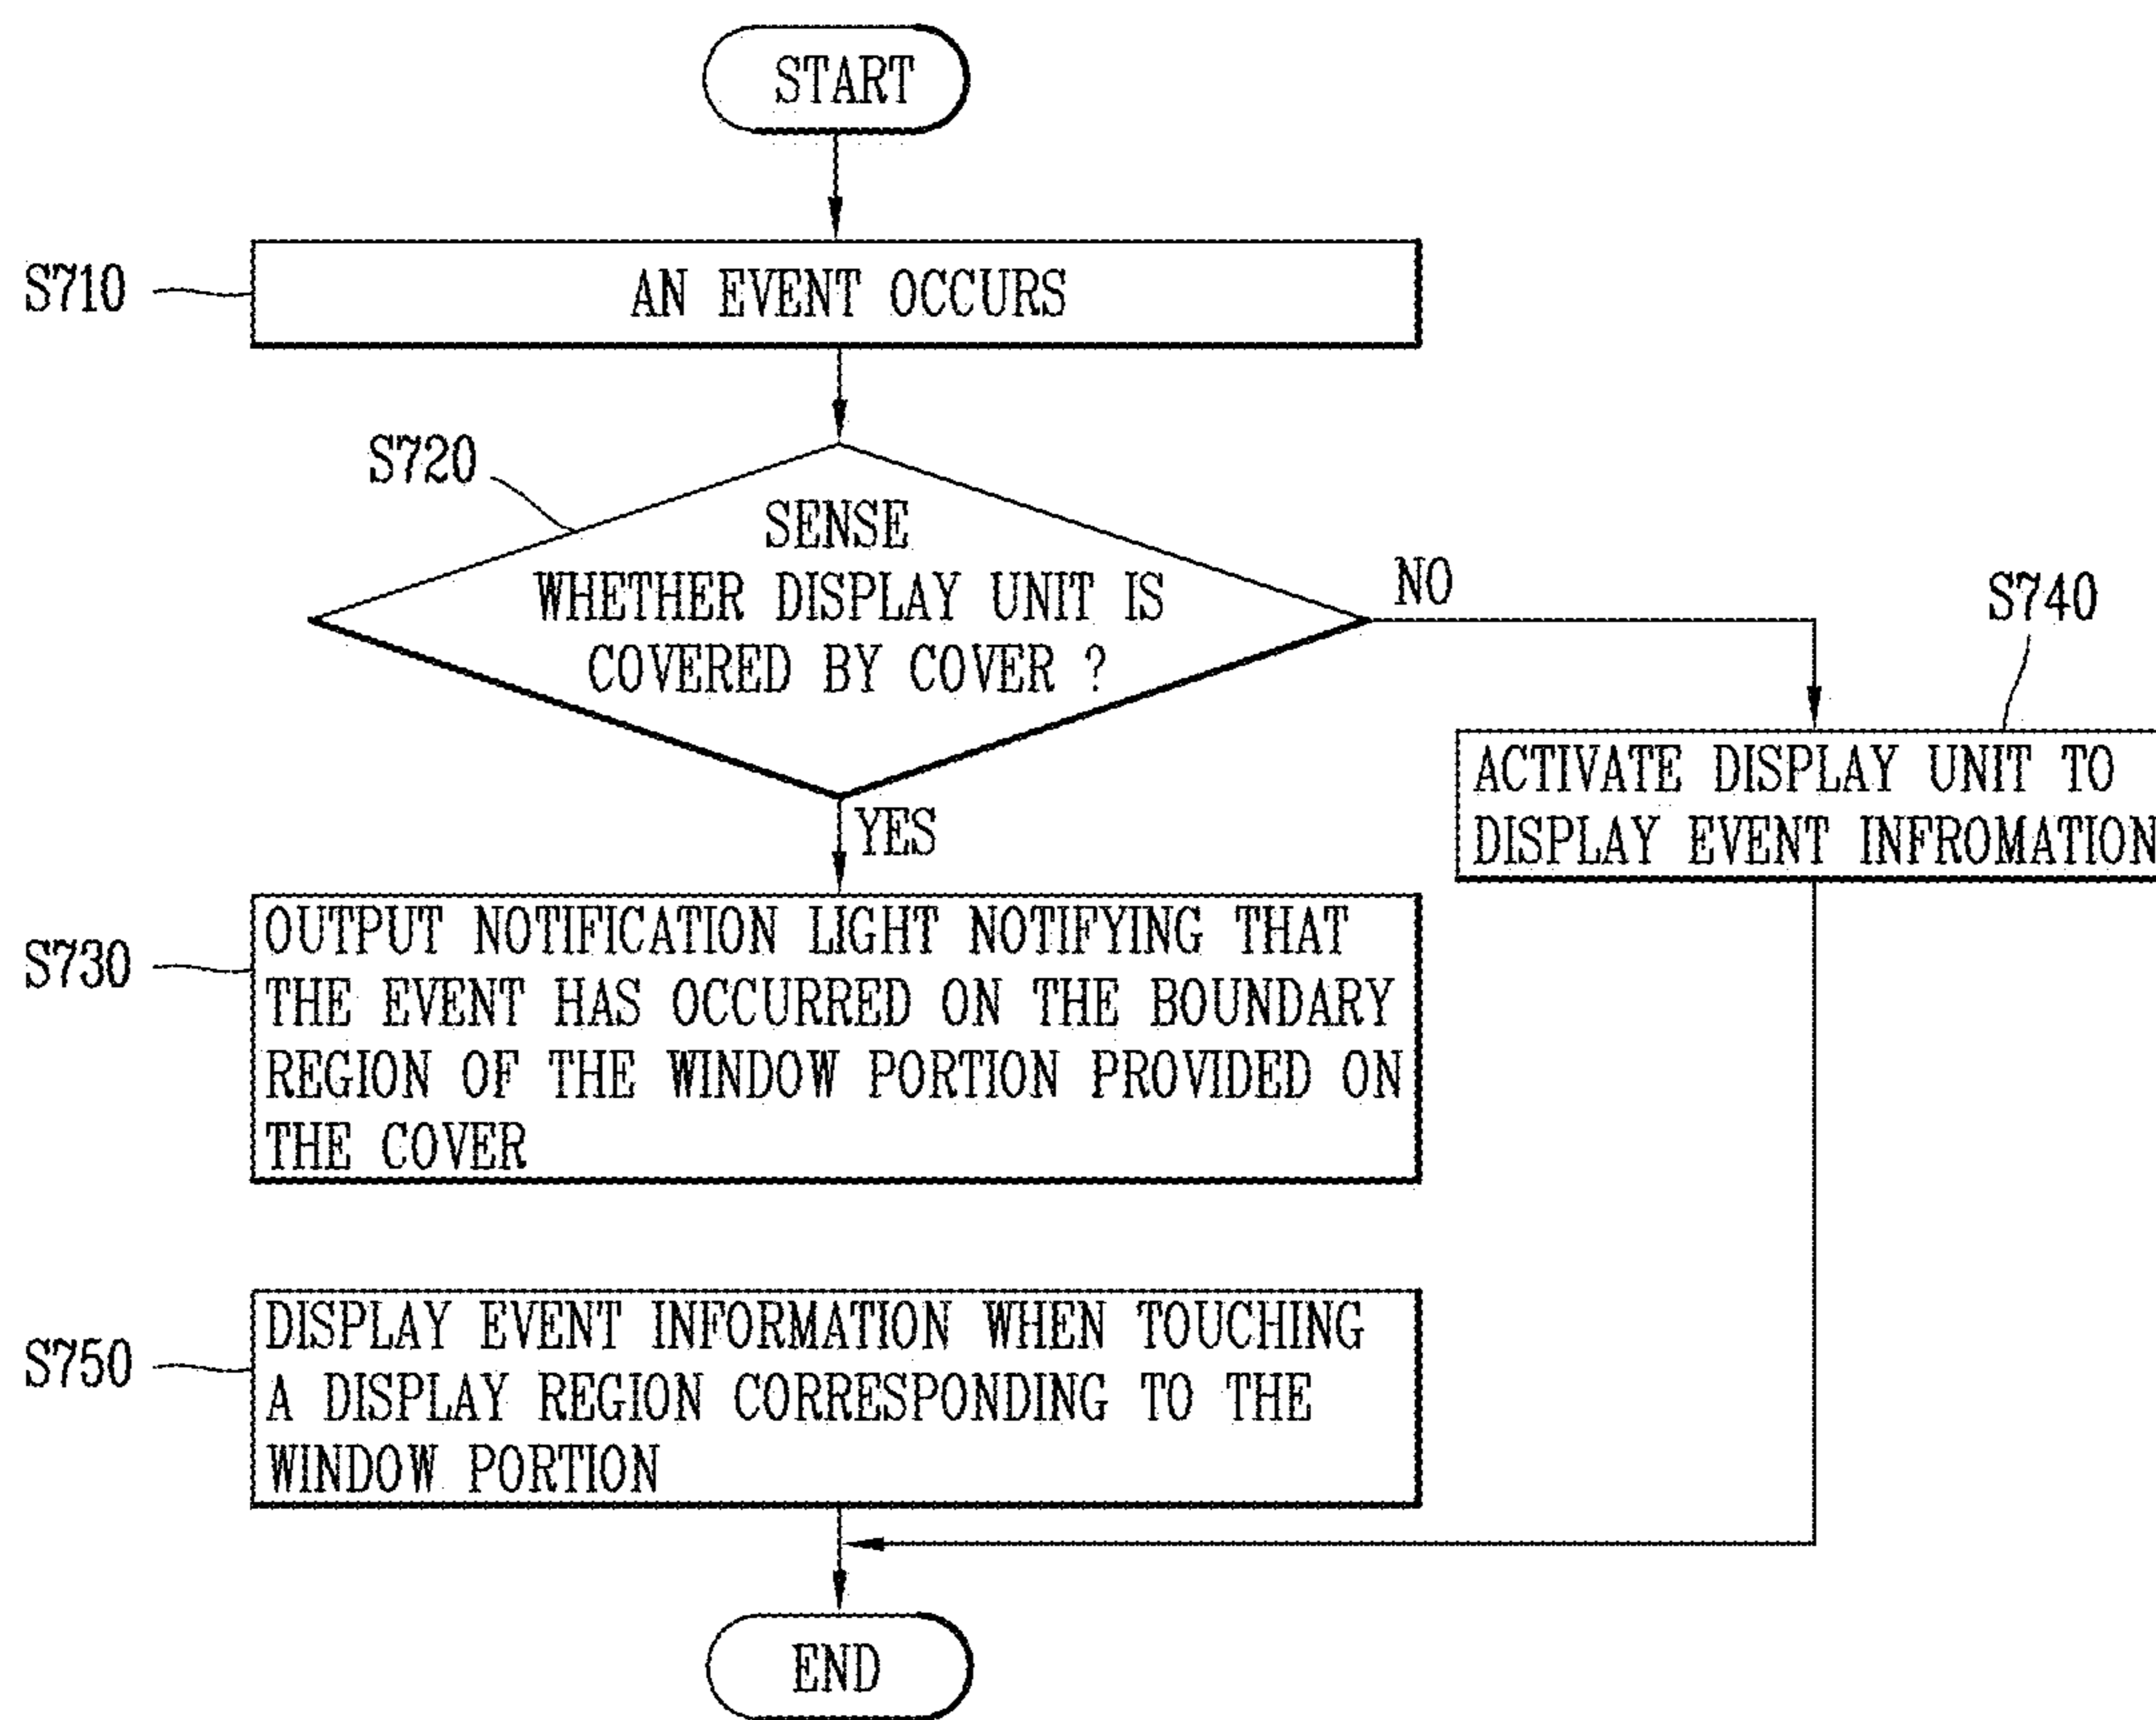 START
S710
AN EVENT OCCURS
S720
SENSE
WHETHER DISPLAY UNIT IS
COVERED BY COVER ?
NO
S740
ACTIVATE DISPLAY UNIT TO
DISPLAY EVENT INFROMATION
YES
S730
OUTPUT NOTIFICATION LIGHT NOTIFYING THAT
THE EVENT HAS OCCURRED ON THE BOUNDARY
REGION OF THE WINDOW PORTION PROVIDED ON
THE COVER
S750
DISPLAY EVENT INFORMATION WHEN TOUCHING
A DISPLAY REGION CORRESPONDING TO THE
WINDOW PORTION
END